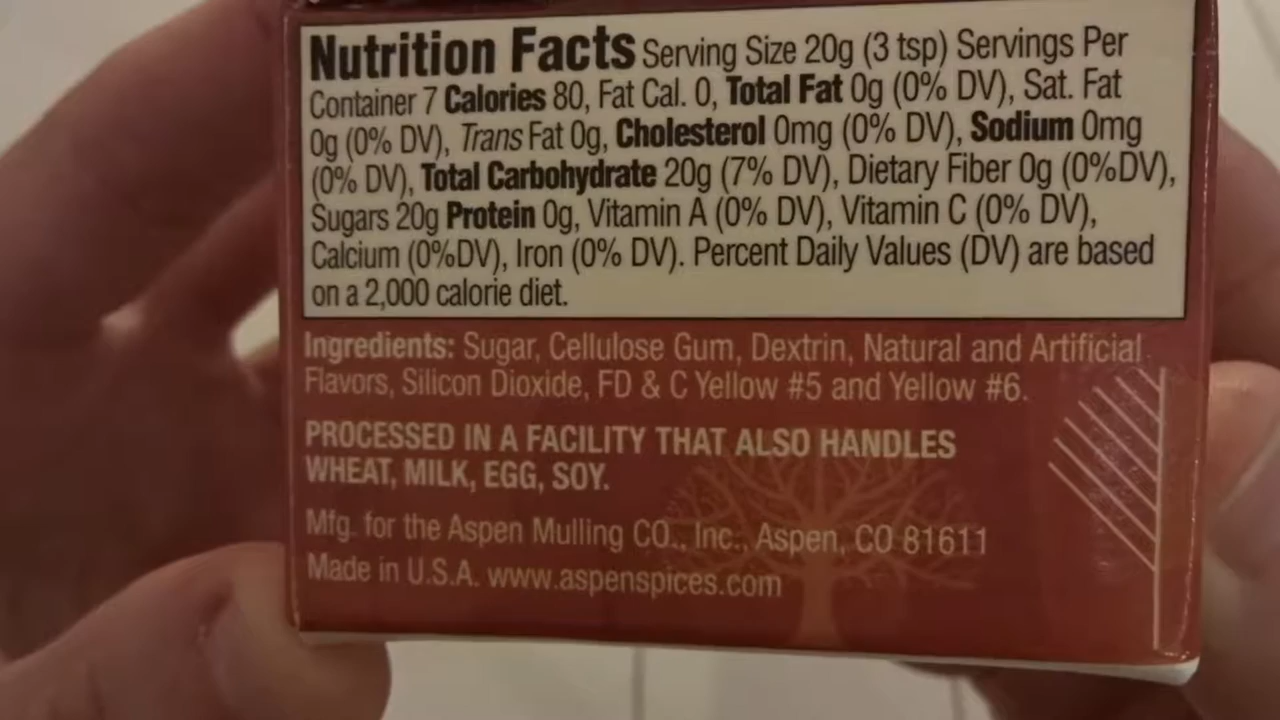 Nutrition Facts Serving Size 20g (3 tsp) Servings Per
Container 7 Calories 80, Fat Cal. 0, Total Fat 0g (0% DV), Sat. Fat
0g (0% DV), Trans Fat 0g, Cholesterol 0mg (0% DV), Sodium 0mg
(0% DV), Total Carbohydrate 20g (7% DV), Dietary Fiber 0g (0%DV),
Sugars 20g Protein 0g, Vitamin A (0% DV), Vitamin C (0% DV),
Calcium (0%DV), Iron (0% DV). Percent Daily Values (DV) are based
on a 2,000 calorie diet.
Ingredients: Sugar, Cellulose Gum, Dextrin, Natural and Artificial
Flavors, Silicon Dioxide, FD & C Yellow #5 and Yellow #6.
PROCESSED IN A FACILITY THAT ALSO HANDLES
WHEAT, MILK, EGG, SOY.
Mfg. for the Aspen Mulling CO., Inc., Aspen, CO 81611
Made in U.S.A. www.aspenspices.com